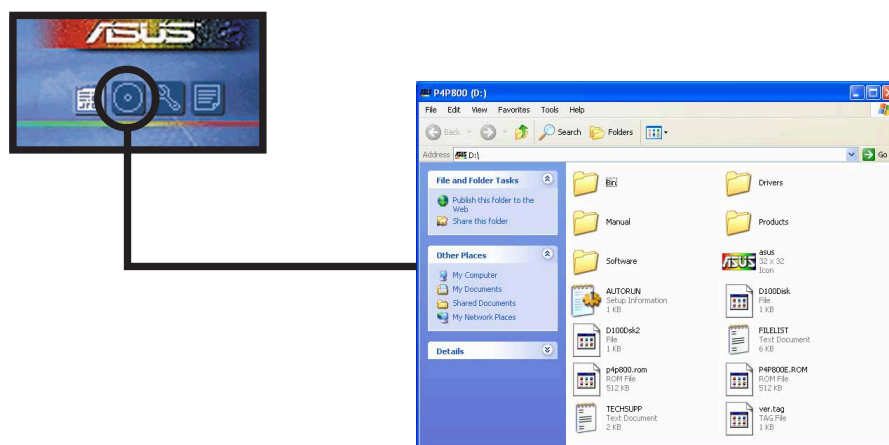 ASUS
P4P800 (D:)
File Edit View Favorites Tools Help
Back Search Folders
Address D:\ Go
File and Folder Tasks
Publish this folder to the
Web
Share this folder
Other Places
My Computer
My Documents
Shared Documents
My Network Places
Details
Bin
Drivers
Manual
Products
Software
ASUS
asus
32 x 32
Icon
AUTORUN
Setup Information
1 KB
D100Disk
File
1 KB
D100Dsk2
File
1 KB
FILELIST
Text Document
6 KB
p4p800.rom
ROM File
512 KB
P4P800E.ROM
ROM File
512 KB
TECHSUPP
Text Document
2 KB
ver.tag
TAG File
1 KB